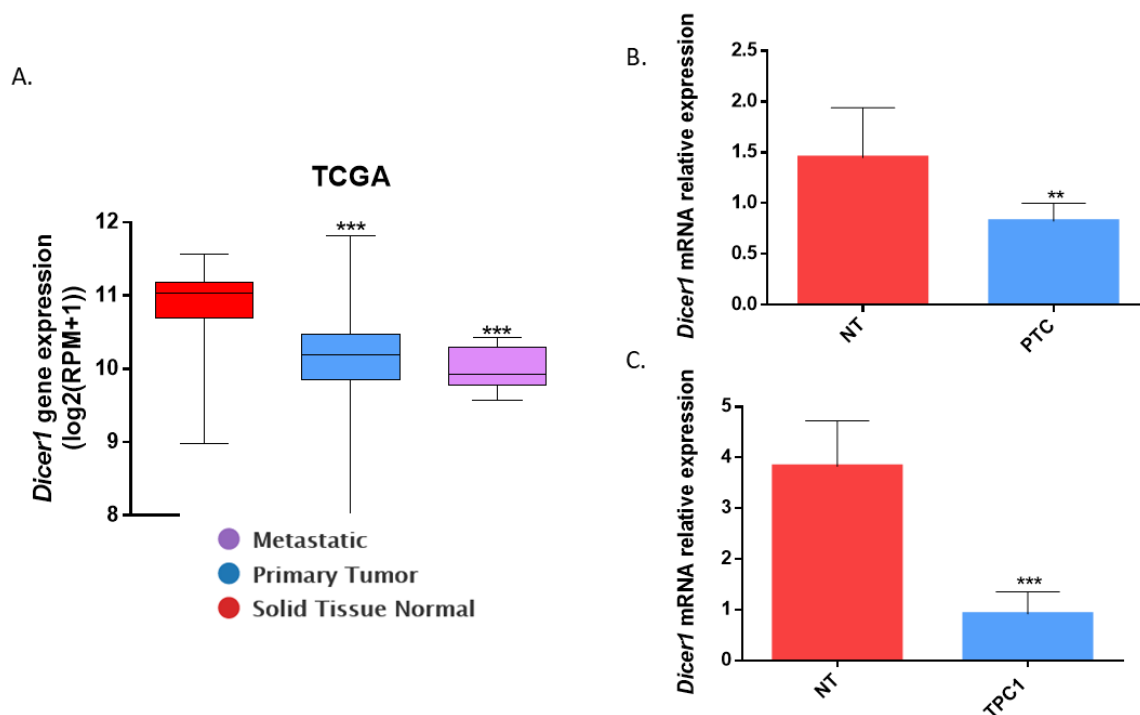 A.
TCGA
Dicer1 gene expression
(log2(RPM+1))
12
11
10
9
8
***
***
Metastatic
Primary Tumor
Solid Tissue Normal
B.
Dicer1 mRNA relative expression
2.5
2.0
1.5
1.0
0.5
0.0
**
NT
PTC
C.
Dicer1 mRNA relative expression
5
4
3
2
1
0
***
NT
TPC1